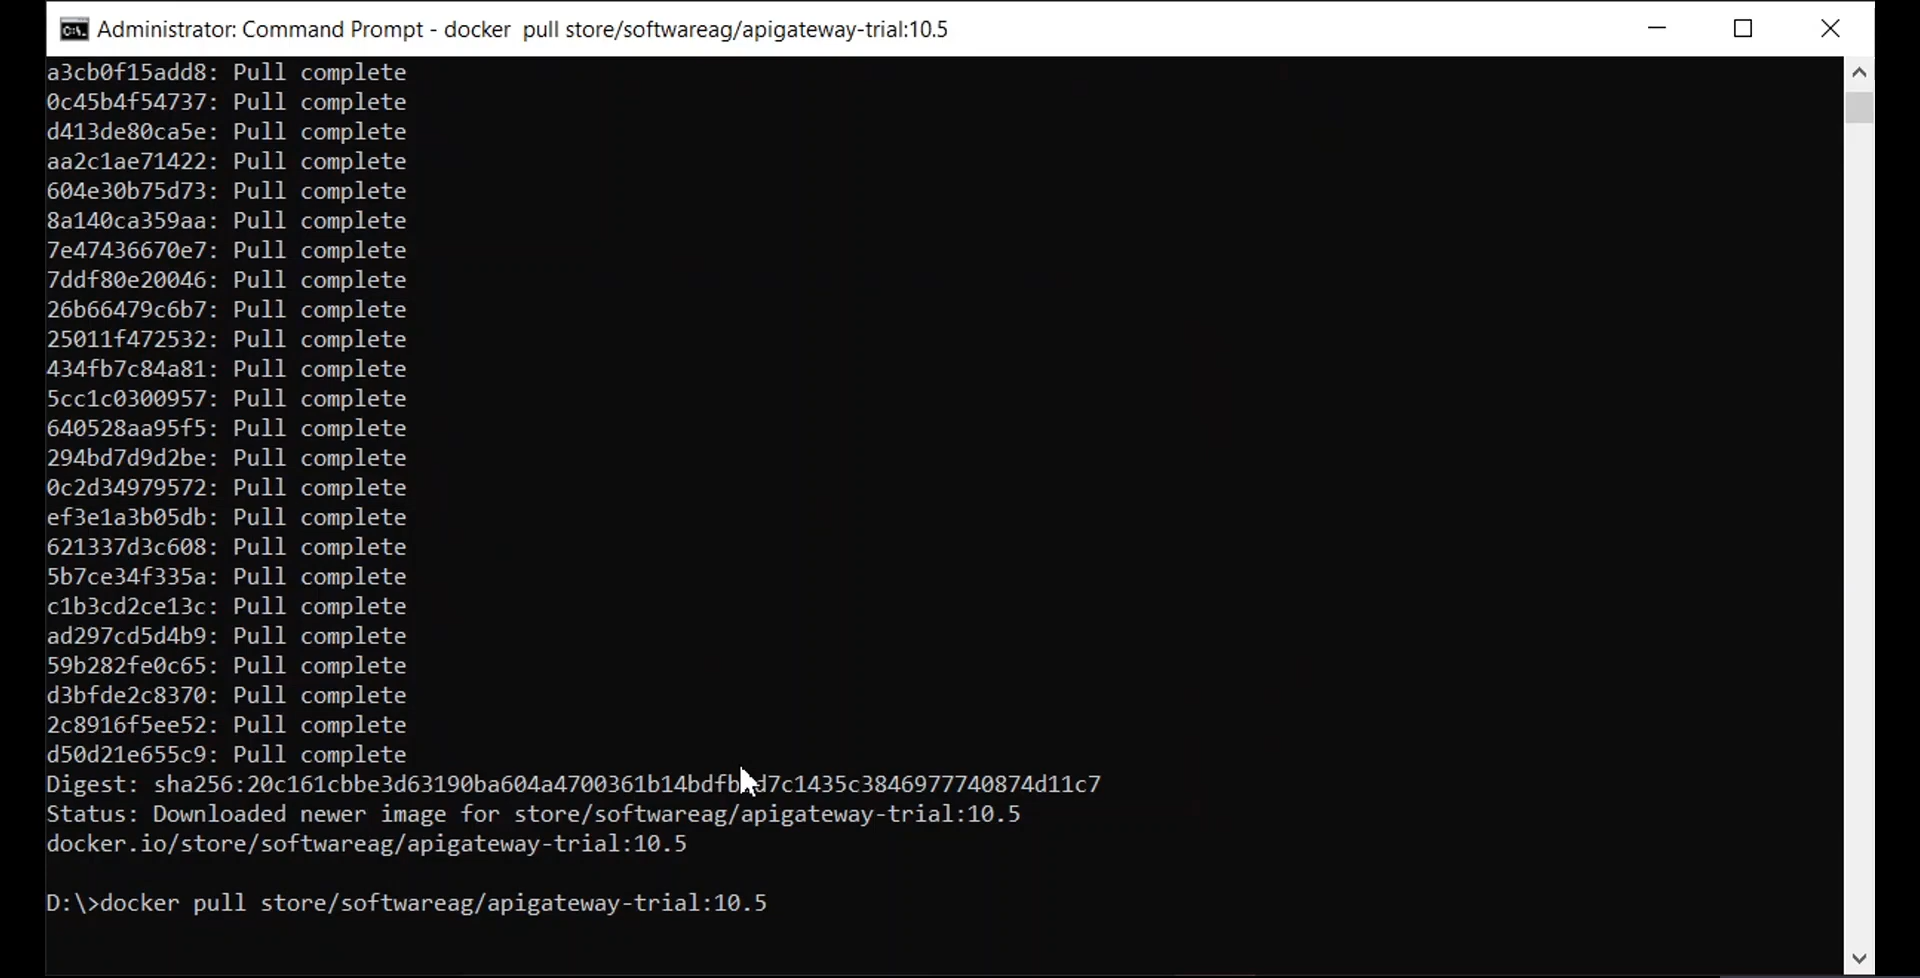 Administrator: Command Prompt - docker  pull store/softwareag/apigateway-trial:10.5
a3cb0f15add8: Pull complete
0c45b4f54737: Pull complete
d413de80ca5e: Pull complete
aa2c1ae71422: Pull complete
604e30b75d73: Pull complete
8a140ca359aa: Pull complete
7e47436670e7: Pull complete
7ddf80e20046: Pull complete
26b66479c6b7: Pull complete
25011f472532: Pull complete
434fb7c84a81: Pull complete
5cc1c0300957: Pull complete
640528aa95f5: Pull complete
294bd7d9d2be: Pull complete
0c2d34979572: Pull complete
ef3e1a3b05db: Pull complete
621337d3c608: Pull complete
5b7ce34f335a: Pull complete
c1b3cd2ce13c: Pull complete
ad297cd5d4b9: Pull complete
59b282fe0c65: Pull complete
d3bfde2c8370: Pull complete
2c8916f5ee52: Pull complete
d50d21e655c9: Pull complete
Digest:
Status: Downloaded newer image for store/softwareag/apigateway-trial:10.5
docker.io/store/softwareag/apigateway-trial:10.5
D:\>docker pull store/softwareag/apigateway-trial:10.5